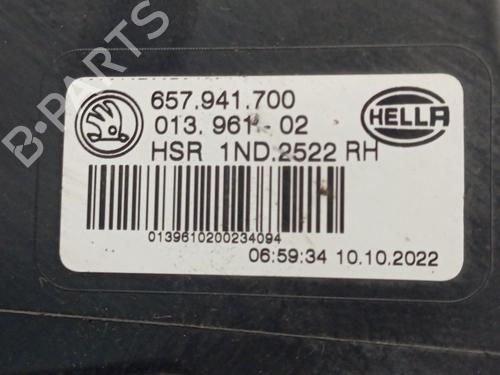 657.941.700
013.961-02
HELLA
HSR 1ND.2522 RH
0139610200234094
06:59:34 10.10.2022
B-PARTS